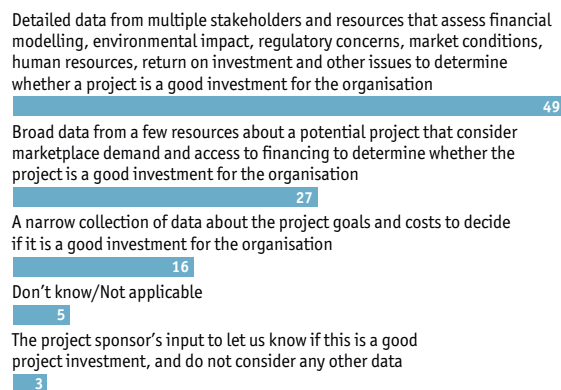 Detailed data from multiple stakeholders and resources that assess financial
modelling, environmental impact, regulatory concerns, market conditions,
human resources, return on investment and other issues to determine
whether a project is a good investment for the organisation
49
Broad data from a few resources about a potential project that consider
marketplace demand and access to financing to determine whether the
project is a good investment for the organisation
27
A narrow collection of data about the project goals and costs to decide
if it is a good investment for the organisation
16
Don't know/Not applicable
5
The project sponsor's input to let us know if this is a good
project investment, and do not consider any other data
3